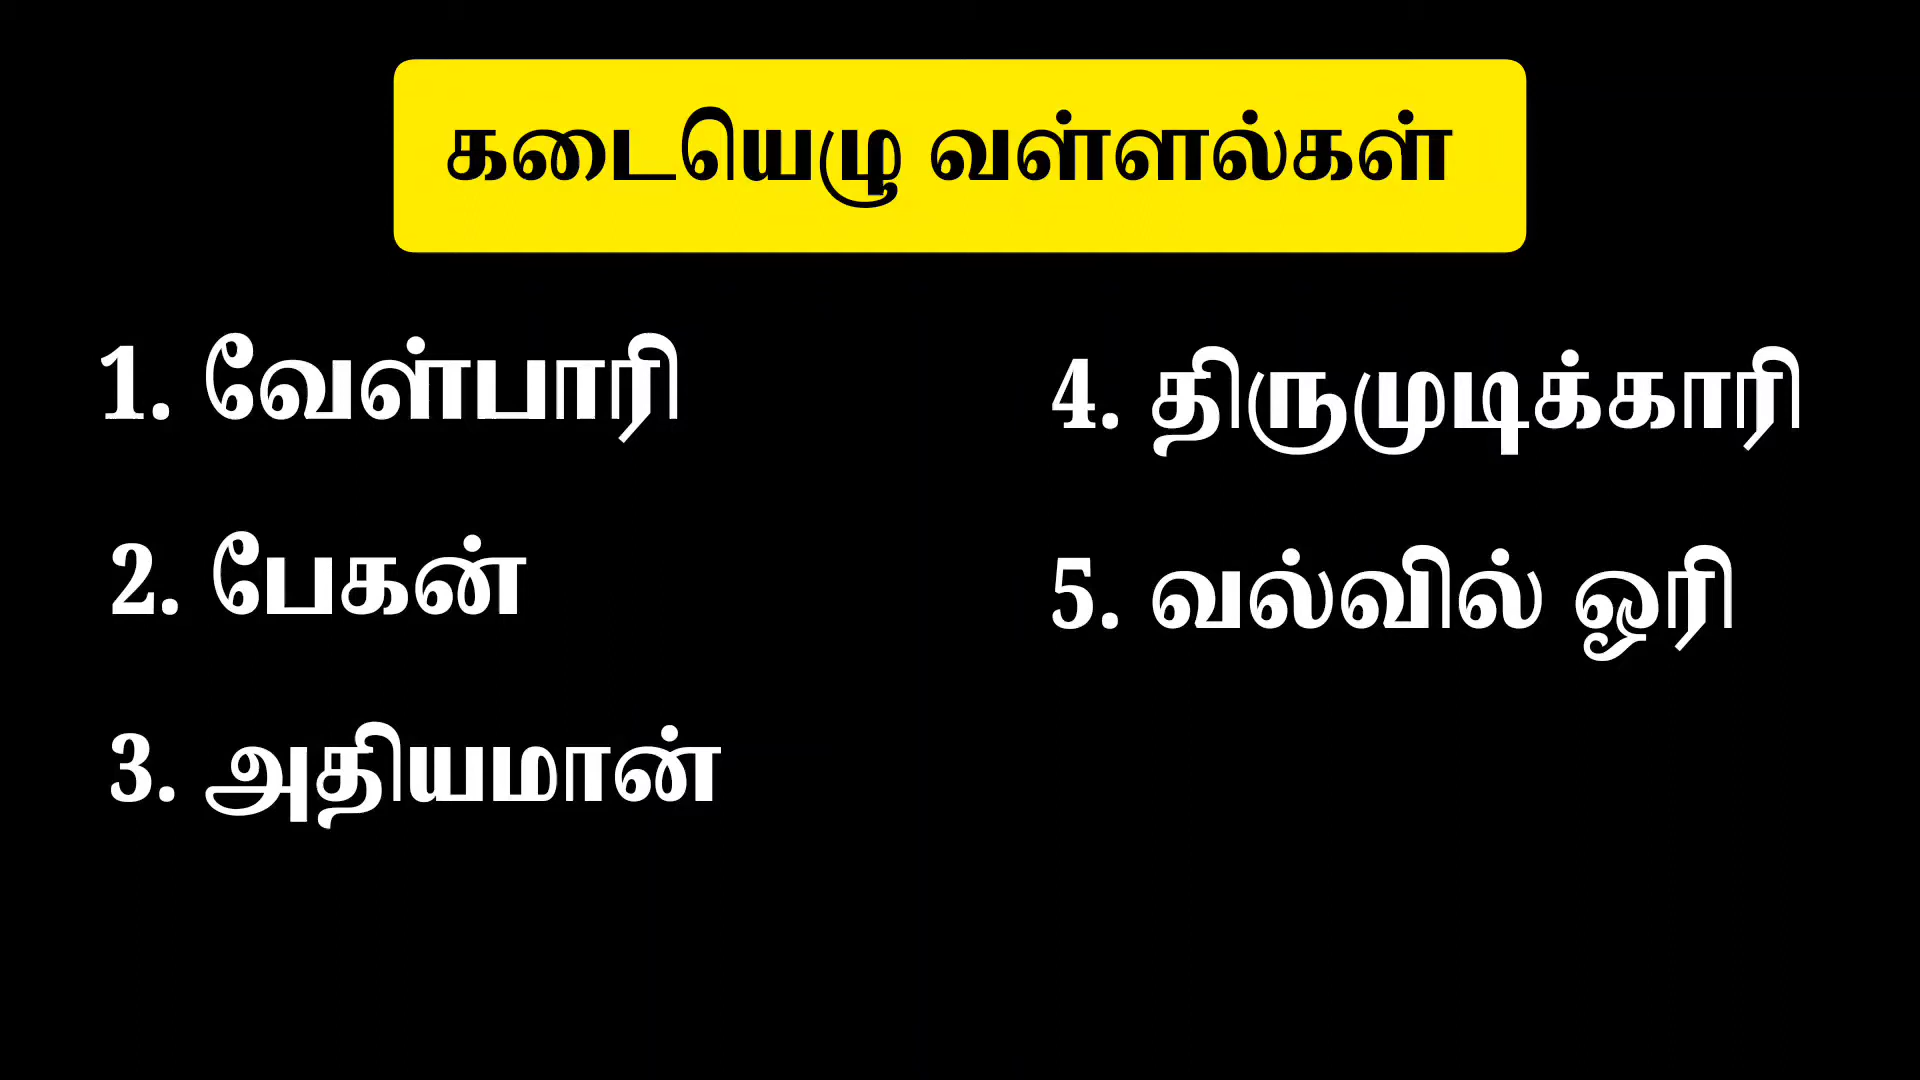 கடையெழு வள்ளல்கள்
1. வேள்பாரி
2. பேகன்
3. அதியமான்
4. திருமுடிக்காரி
5. வல்வில் ஓரி